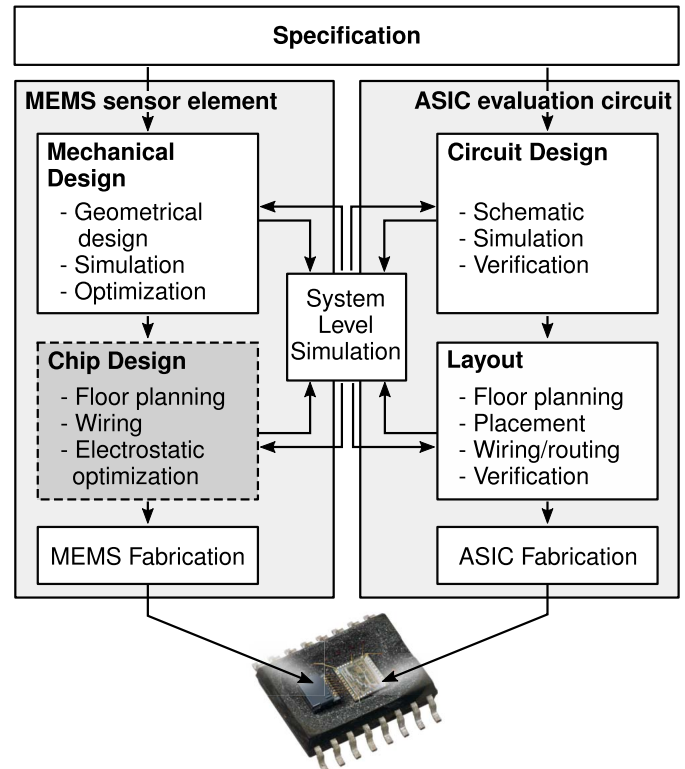 Specification
MEMS sensor element
Mechanical
Design
- Geometrical
design
- Simulation
- Optimization
Chip Design
- Floor planning
- Wiring
- Electrostatic
optimization
MEMS Fabrication
System
Level
Simulation
ASIC evaluation circuit
Circuit Design
- Schematic
- Simulation
- Verification
Layout
- Floor planning
- Placement
- Wiring/routing
- Verification
ASIC Fabrication